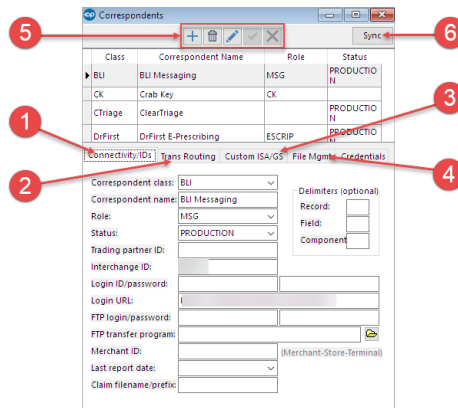 Correspondents
5
6
Sync
Class Correspondent Name Role Status
BLI BLI Messaging MSG PRODUCTIO
N
CK Crab Key CK
CTriage ClearTriage PRODUCTIO
N
DrFirst DrFirst E-Prescribing ESCRIP PRODUCTIO
N
1
2
3
4
Connectivity/IDs Trans Routing Custom ISA/GS File Mgmt Credentials
Correspondent class: BLI
Correspondent name: BLI Messaging
Role: MSG
Status: PRODUCTION
Delimiters (optional)
Record:
Field:
Component
Trading partner ID:
Interchange ID:
Login ID/password:
Login URL:
FTP login/password:
FTP transfer program:
Merchant ID: (Merchant-Store-Terminal)
Last report date:
Claim filename/prefix: